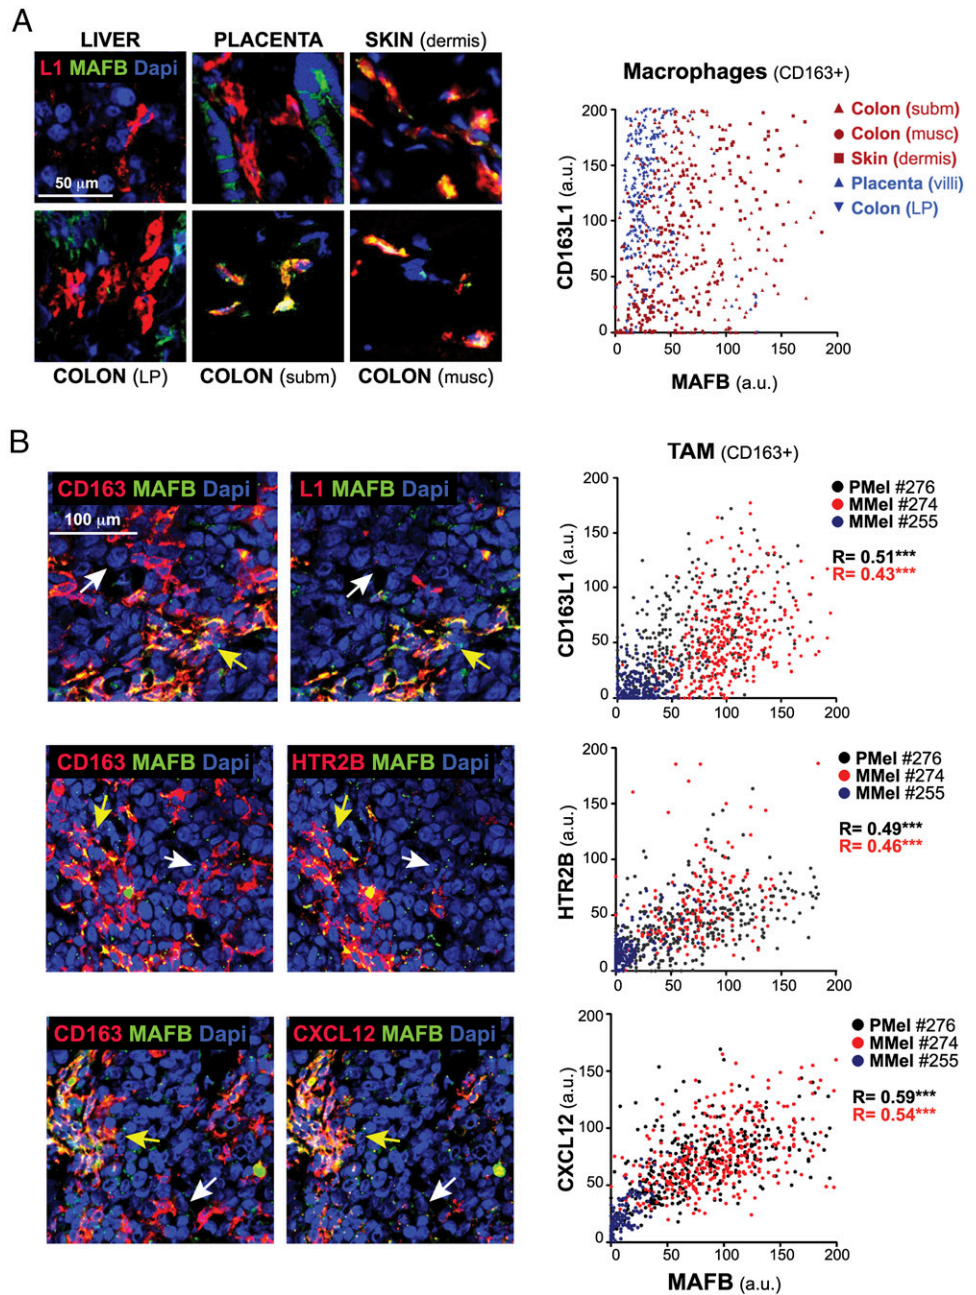 A
LIVER PLACENTA SKIN (dermis)
L1 MAFB Dapi
50 µm
COLON (LP) COLON (subm) COLON (musc)
Macrophages (CD163+)
CD163L1 (a.u.)
200
150
100
50
0
0 50 100 150 200
MAFB (a.u.)
Colon (subm)
Colon (musc)
Skin (dermis)
Placenta (villi)
Colon (LP)
B
CD163 MAFB Dapi
100 µm
L1 MAFB Dapi
TAM (CD163+)
CD163L1 (a.u.)
200
150
100
50
0
0 50 100 150 200
PMel #276
MMel #274
MMel #255
R= 0.51***
R= 0.43***
CD163 MAFB Dapi
HTR2B MAFB Dapi
HTR2B (a.u.)
200
150
100
50
0
0 50 100 150 200
PMel #276
MMel #274
MMel #255
R= 0.49***
R= 0.46***
CD163 MAFB Dapi
CXCL12 MAFB Dapi
CXCL12 (a.u.)
200
150
100
50
0
0 50 100 150 200
MAFB (a.u.)
PMel #276
MMel #274
MMel #255
R= 0.59***
R= 0.54***